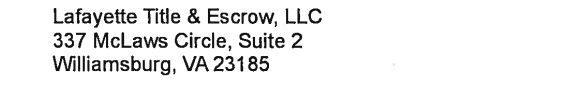 Lafayette Title & Escrow, LLC
337 McLaws Circle, Suite 2
Williamsburg, VA 23185